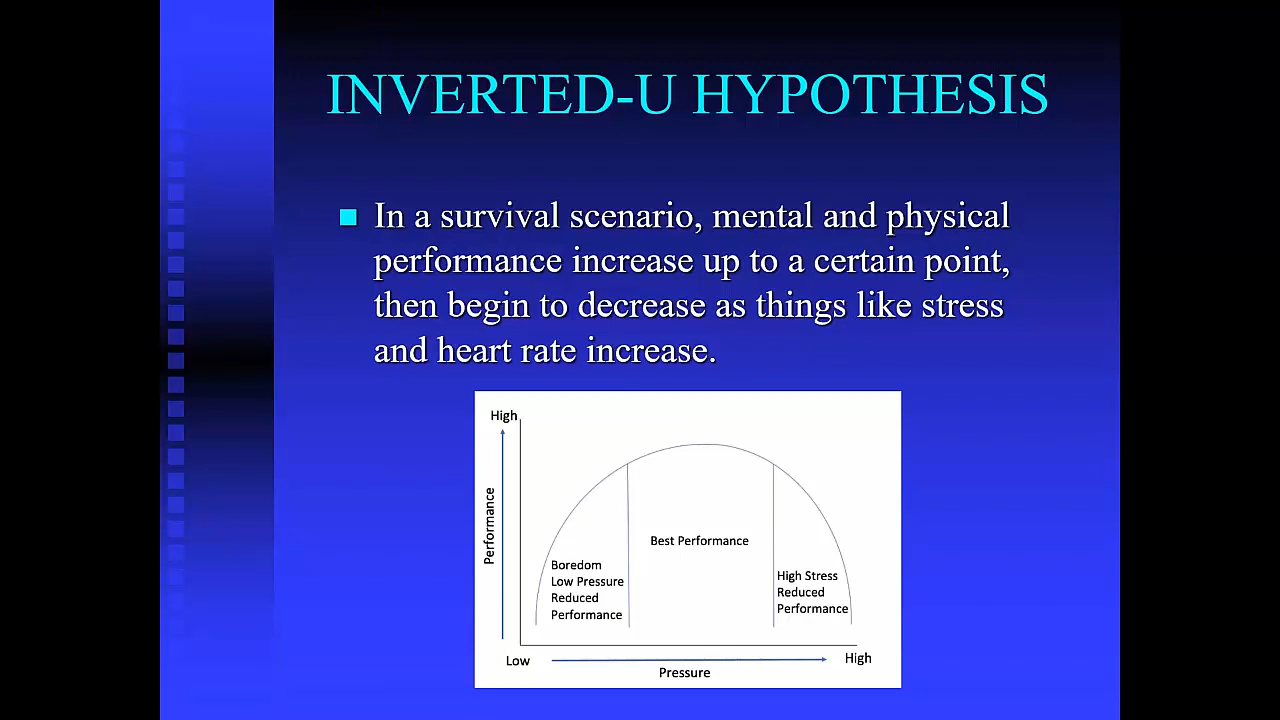 INVERTED-U HYPOTHESIS
In a survival scenario, mental and physical
performance increase up to a certain point,
then begin to decrease as things like stress
and heart rate increase.
High
Performance
Best Performance
Boredom
Low Pressure
Reduced
Performance
High Stress
Reduced
Performance
Low
High
Pressure